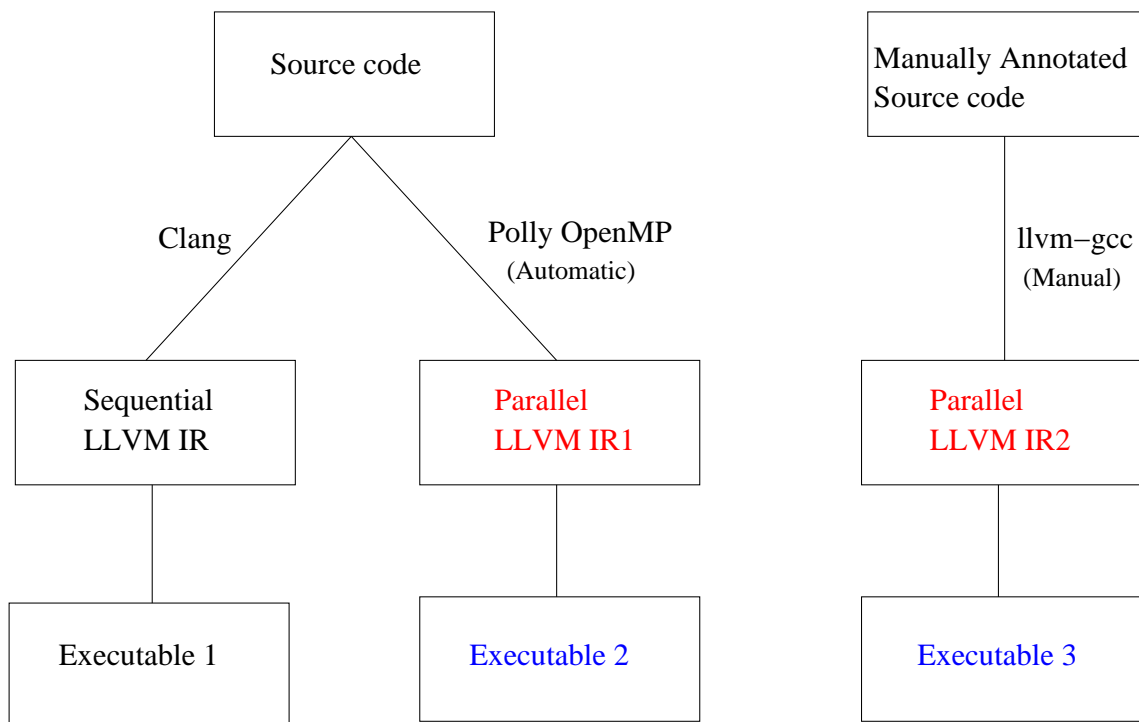 Source code
Manually Annotated
Source code
Clang
Polly OpenMP
(Automatic)
llvm−gcc
(Manual)
Sequential
LLVM IR
Parallel
LLVM IR1
Parallel
LLVM IR2
Executable 1
Executable 2
Executable 3